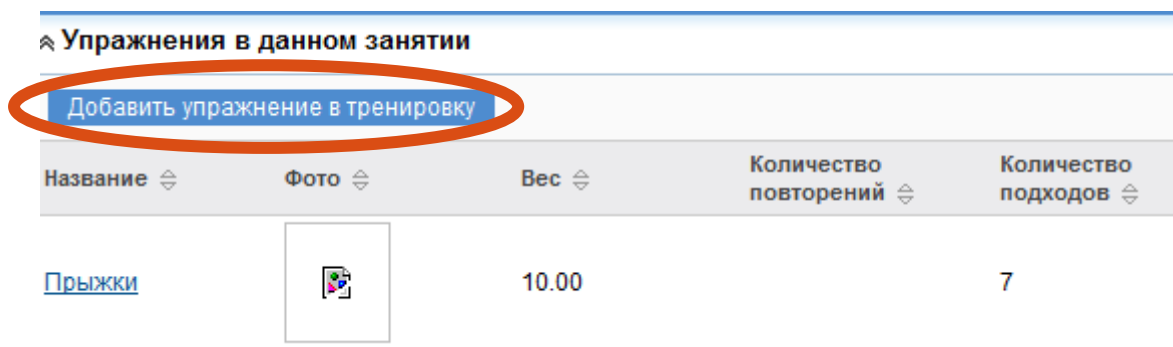 Упражнения в данном занятии
Добавить упражнение в тренировку
Название Фото Вес Количество повторений Количество подходов
Прыжки 10.00 7